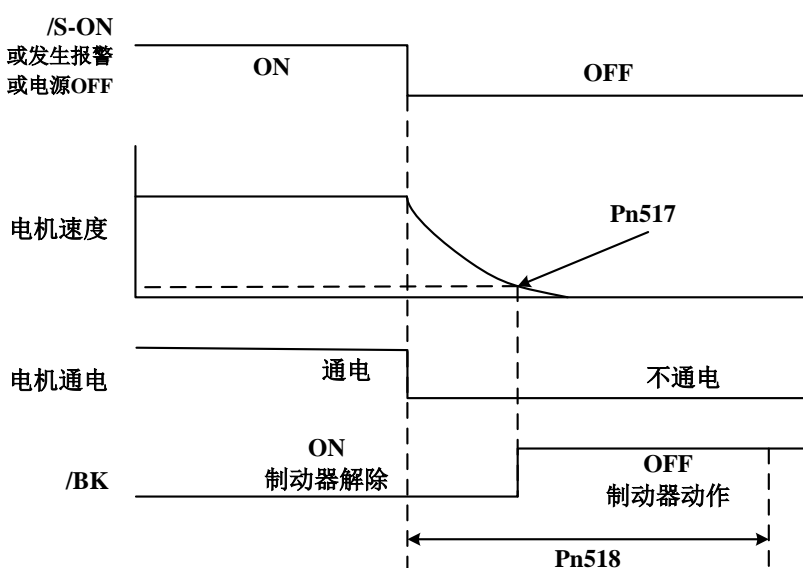 /S-ON
或发生报警
或电源OFF
ON
OFF
电机速度
Pn517
电机通电
通电
不通电
/BK
ON
制动器解除
OFF
制动器动作
Pn518